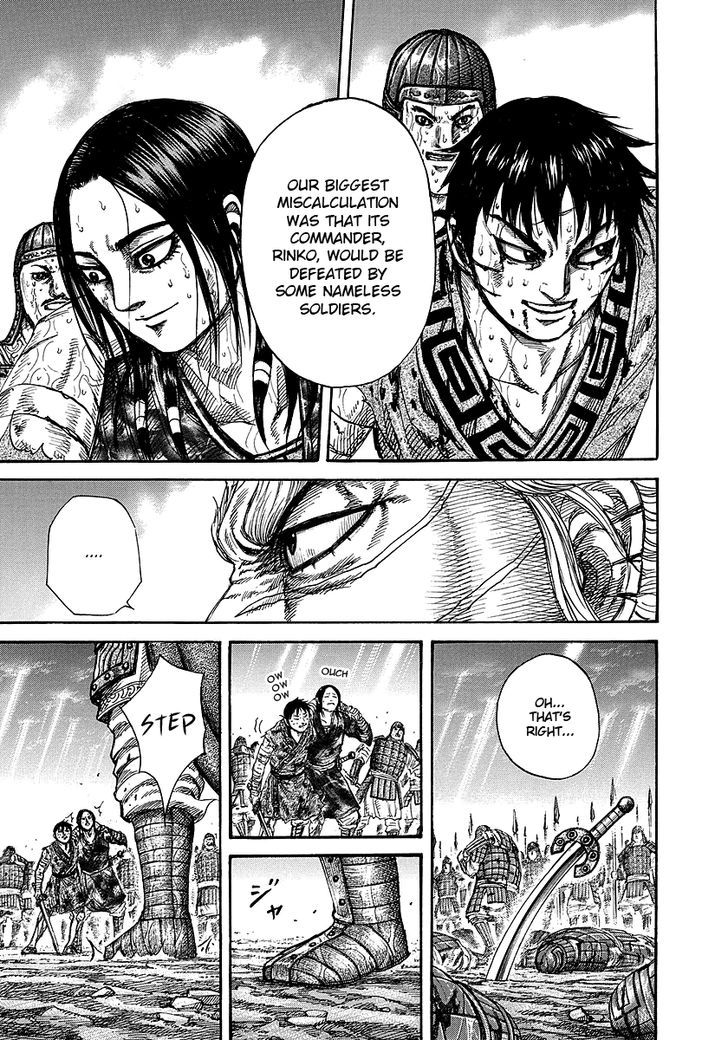 OUR BIGGEST
MISCALCULATION
WAS THAT ITS
COMMANDER,
RINKO, WOULD BE
DEFEATED BY
SOME NAMELESS
SOLDIERS.
....
OH...
THAT'S
RIGHT...
OUCH
OW
OW
OW
ジャ
STEP